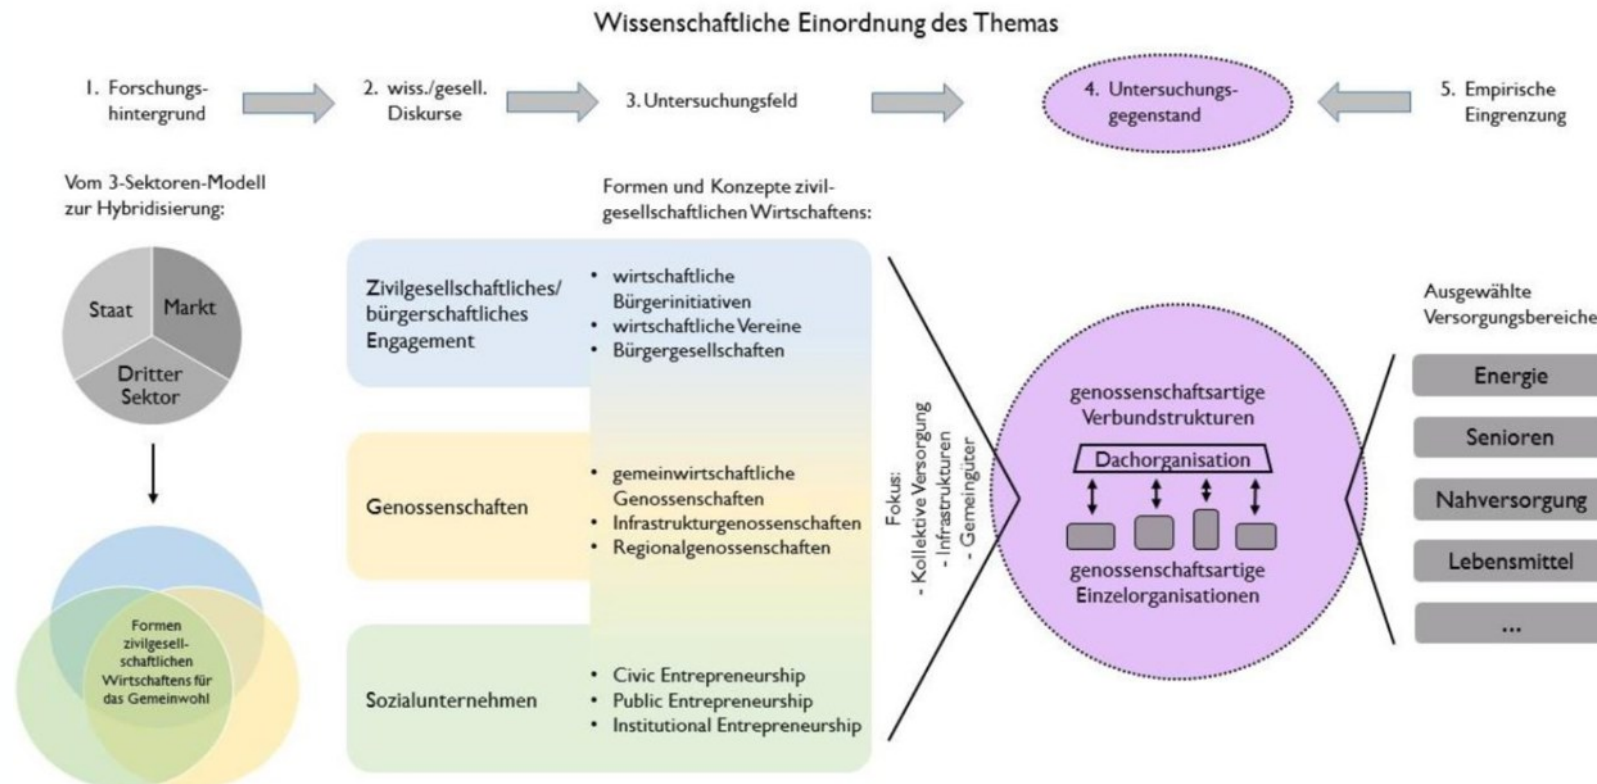 Wissenschaftliche Einordnung des Themas
1. Forschungs-
hintergrund
2. wiss./gesell.
Diskurse
3. Untersuchungsfeld
4. Untersuchungs-
gegenstand
5. Empirische
Eingrenzung
Vom 3-Sektoren-Modell
zur Hybridisierung:
Staat
Markt
Dritter
Sektor
Formen
zivilgesell-
schaftlichen
Wirtschaftens für
das Gemeinwohl
Formen und Konzepte zivil-
gesellschaftlichen Wirtschaftens:
Zivilgesellschaftliches/
bürgerschaftliches
Engagement
• wirtschaftliche
Bürgerinitiativen
• wirtschaftliche Vereine
• Bürgergesellschaften
Genossenschaften
• gemeinwirtschaftliche
Genossenschaften
• Infrastrukturgenossenschaften
• Regionalgenossenschaften
Sozialunternehmen
• Civic Entrepreneurship
• Public Entrepreneurship
• Institutional Entrepreneurship
Fokus:
- Kollektive Versorgung
- Infrastrukturen
- Gemeingüter
genossenschaftsartige
Verbundstrukturen
Dachorganisation
genossenschaftsartige
Einzelorganisationen
Ausgewählte
Versorgungsbereiche
Energie
Senioren
Nahversorgung
Lebensmittel
...